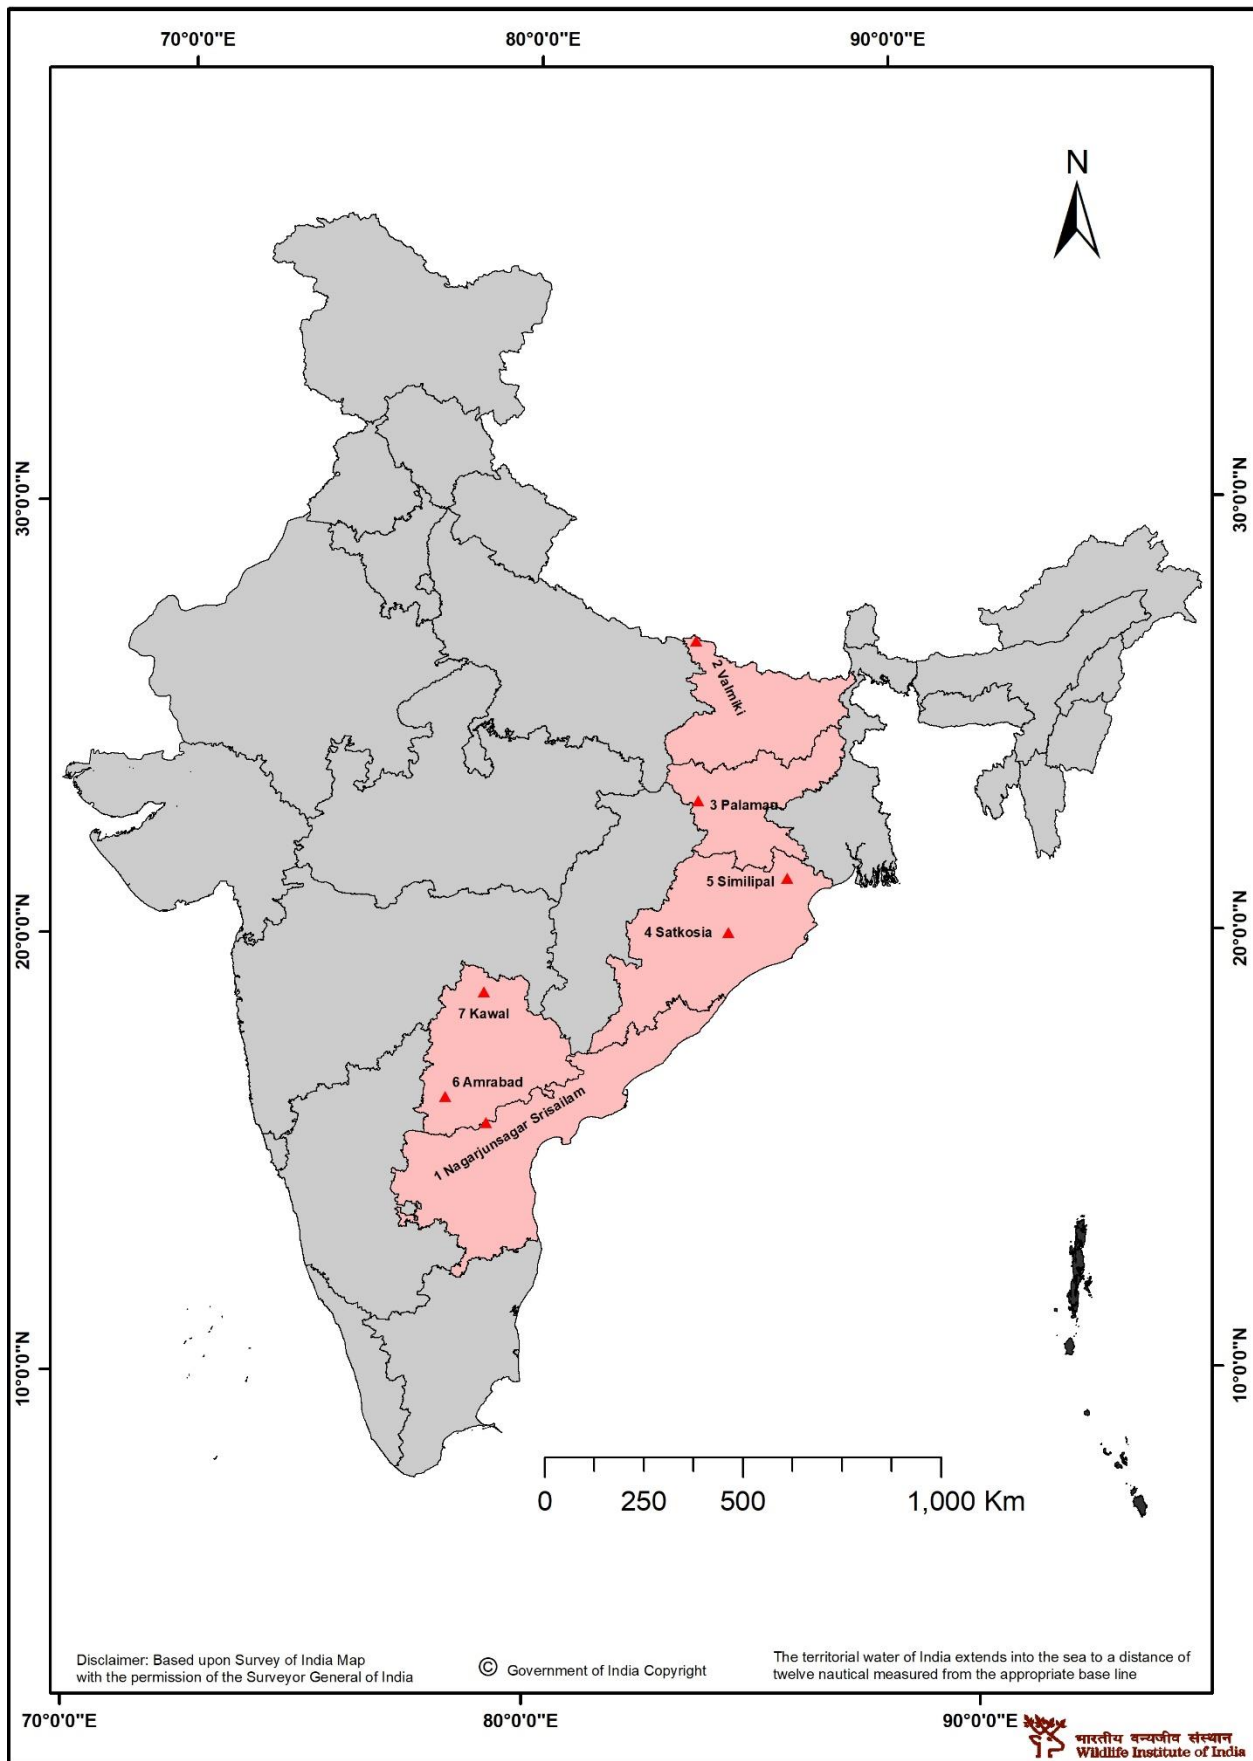 70°0'0"E
80°0'0"E
90°0'0"E
N
30°0'0"N
30°0'0"N
2 Valmiki
3 Palamau
5 Similipal
4 Satkosia
20°0'0"N
20°0'0"N
7 Kawal
6 Amrabad
1 Nagarjunsagar Srisailam
10°0'0"N
10°0'0"N
0 250 500 1,000 Km
Disclaimer: Based upon Survey of India Map
with the permission of the Surveyor General of India
© Government of India Copyright
The territorial water of India extends into the sea to a distance of
twelve nautical measured from the appropriate base line
70°0'0"E
80°0'0"E
90°0'0"E
भारतीय वन्यजीव संस्थान
Wildlife Institute of India